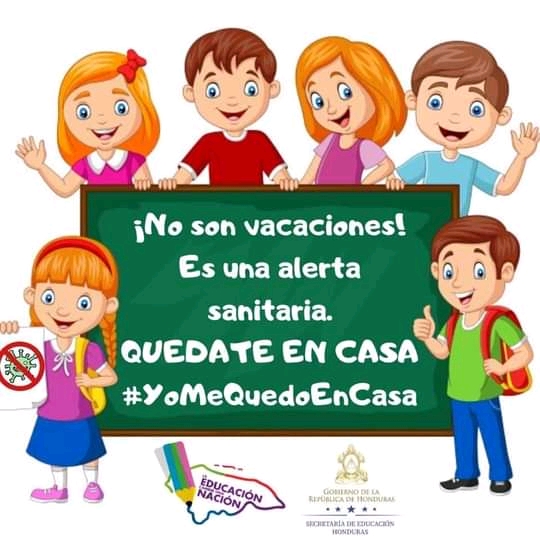 ¡No son vacaciones!
Es una alerta
sanitaria.
QUEDATE EN CASA
#YoMeQuedoEnCasa
LA
EDUCACIÓN
NACIÓN
GOBIERNO DE LA
REPÚBLICA DE HONDURAS
SECRETARÍA DE EDUCACIÓN
HONDURAS